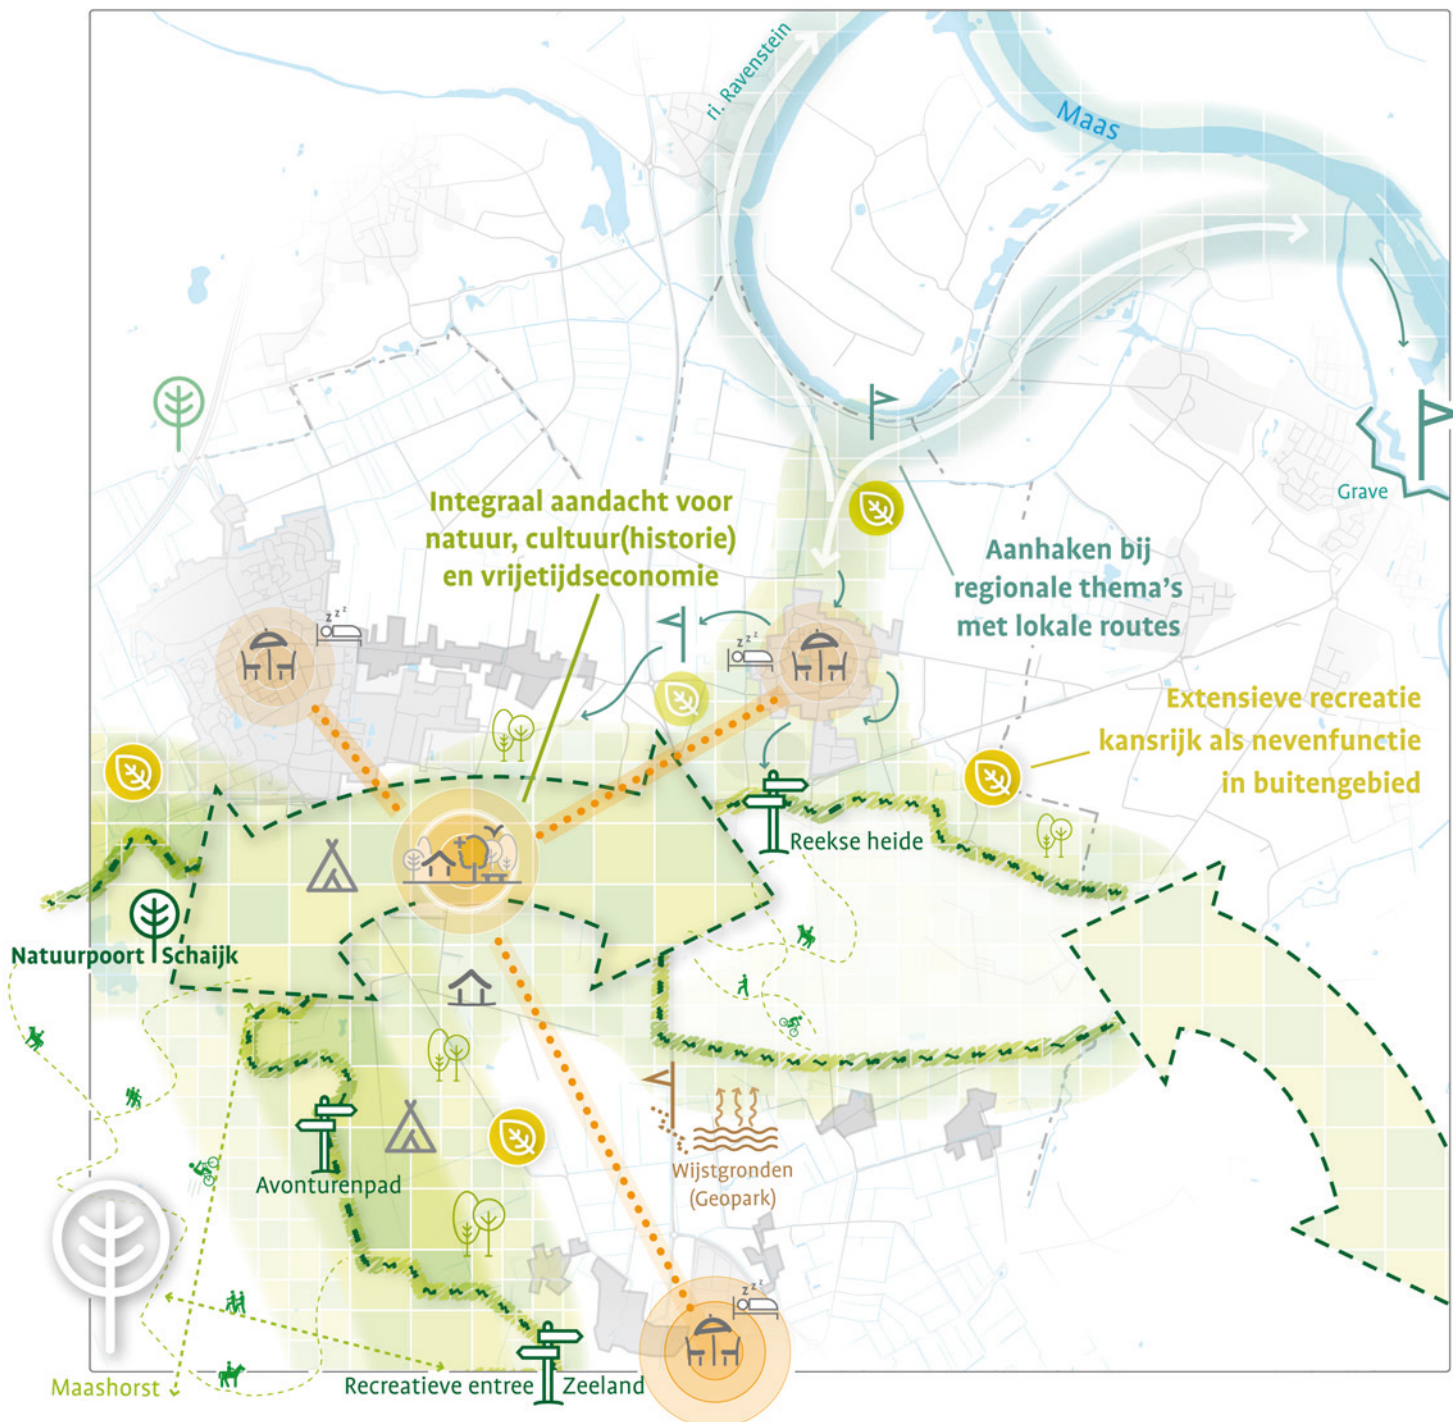 ri. Ravenstein
Maas
Grave
Integraal aandacht voor
natuur, cultuur(historie)
en vrijetijdseconomie
Aanhaken bij
regionale thema's
met lokale routes
z z z
z z z
Extensieve recreatie
kansrijk als nevenfunctie
in buitengebied
Reekse heide
Natuurpoort Schaijk
Wijstgronden
(Geopark)
Avonturenpad
z z z
Maashorst
Recreatieve entree Zeeland